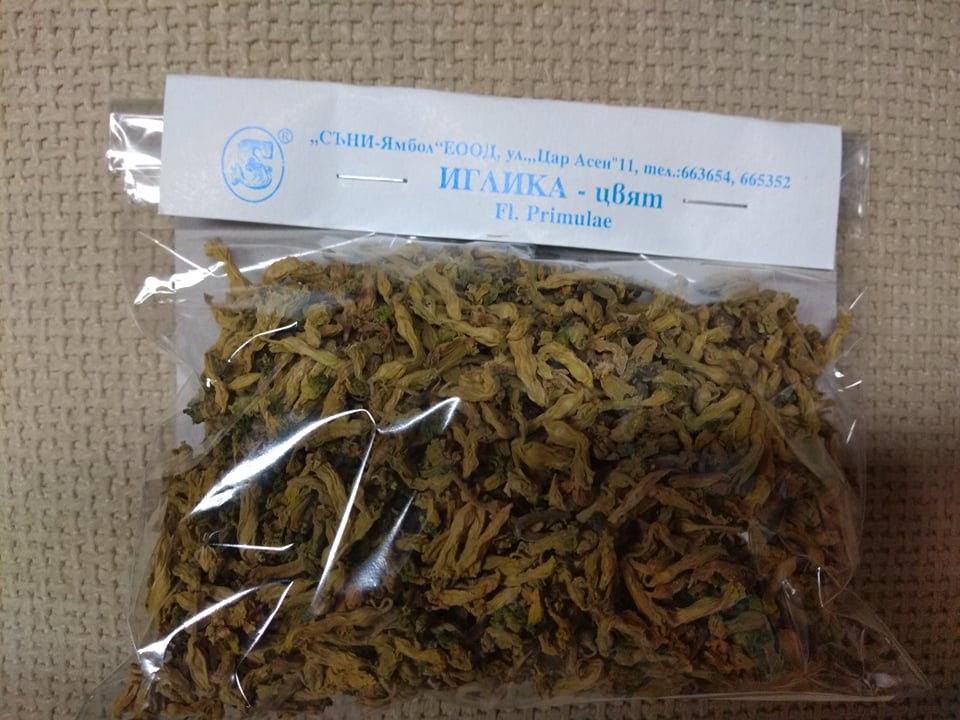 „СЪНИ-Ямбол“ЕООД, ул.„Цар Асен"11, тел.:663654, 665352
ИГЛИКА - цвят
Fl. Primulae